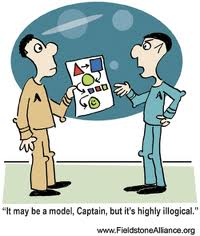 "It may be a model, Captain, but it's highly illogical."
www.FieldstoneAlliance.org